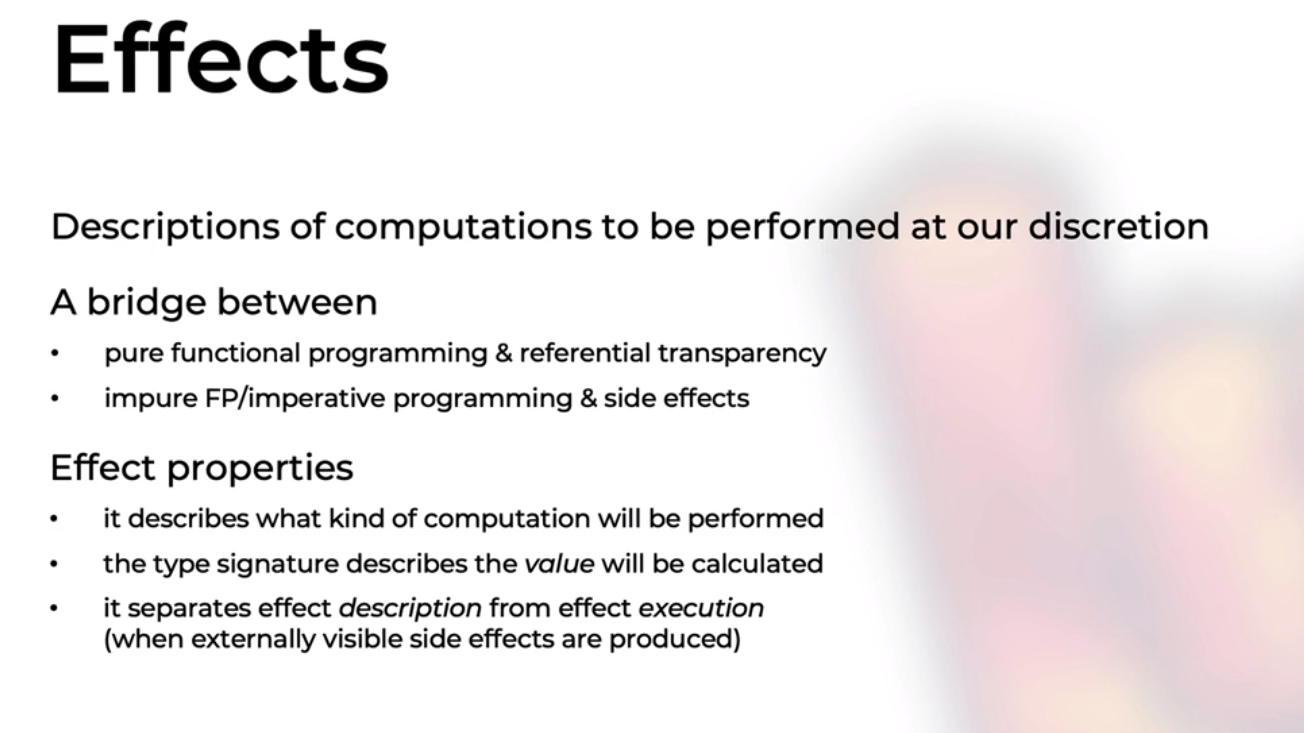 Effects
Descriptions of computations to be performed at our discretion
A bridge between
• pure functional programming & referential transparency
• impure FP/imperative programming & side effects
Effect properties
• it describes what kind of computation will be performed
• the type signature describes the value will be calculated
• it separates effect description from effect execution
(when externally visible side effects are produced)